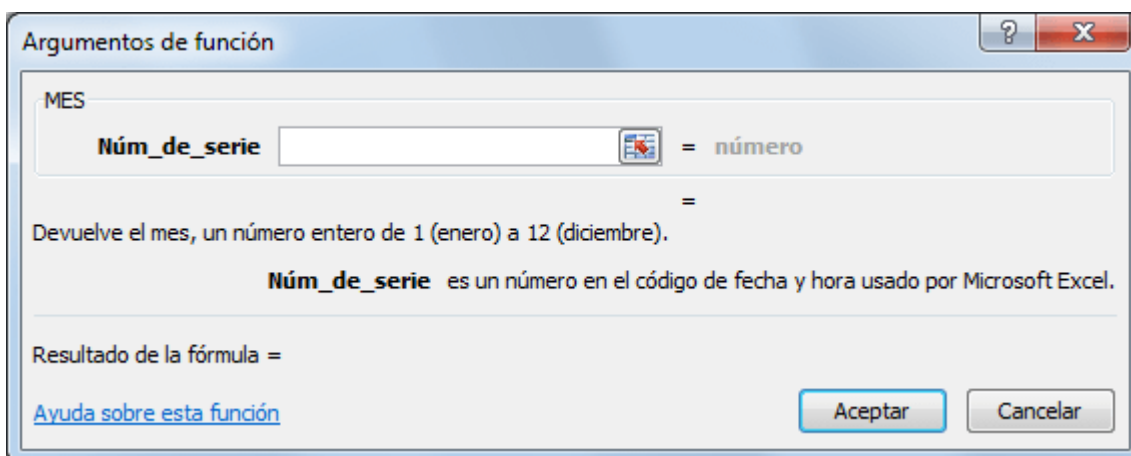 Argumentos de función
MES
Núm_de_serie = número
=
Devuelve el mes, un número entero de 1 (enero) a 12 (diciembre).
Núm_de_serie es un número en el código de fecha y hora usado por Microsoft Excel.
Resultado de la fórmula =
Ayuda sobre esta función
Aceptar Cancelar